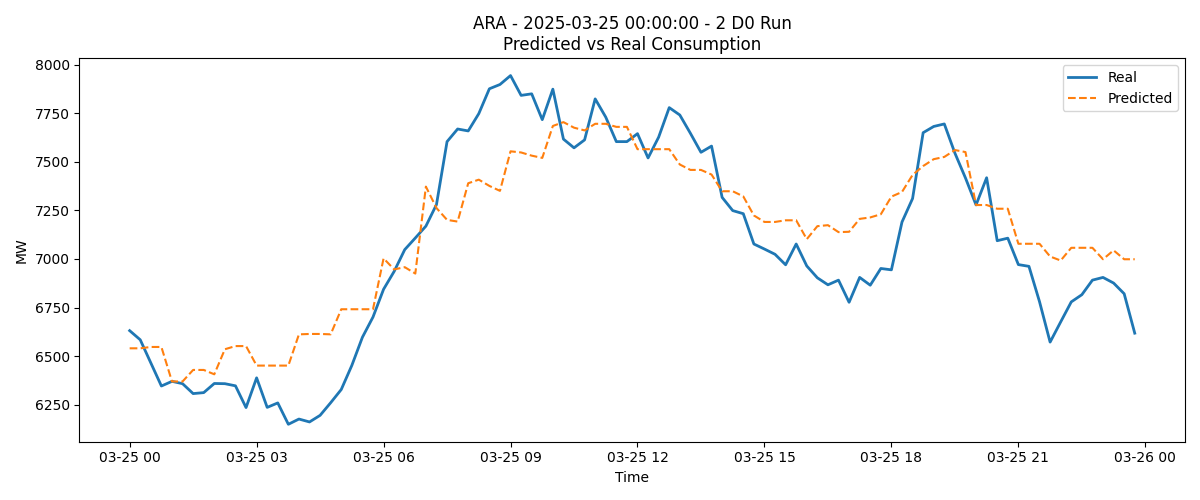 ARA - 2025-03-25 00:00:00 - 2 D0 Run
Predicted vs Real Consumption
8000
7750
7500
7250
7000
6750
6500
6250
MW
Real
Predicted
03-25 00
03-25 03
03-25 06
03-25 09
03-25 12
03-25 15
03-25 18
03-25 21
03-26 00
Time